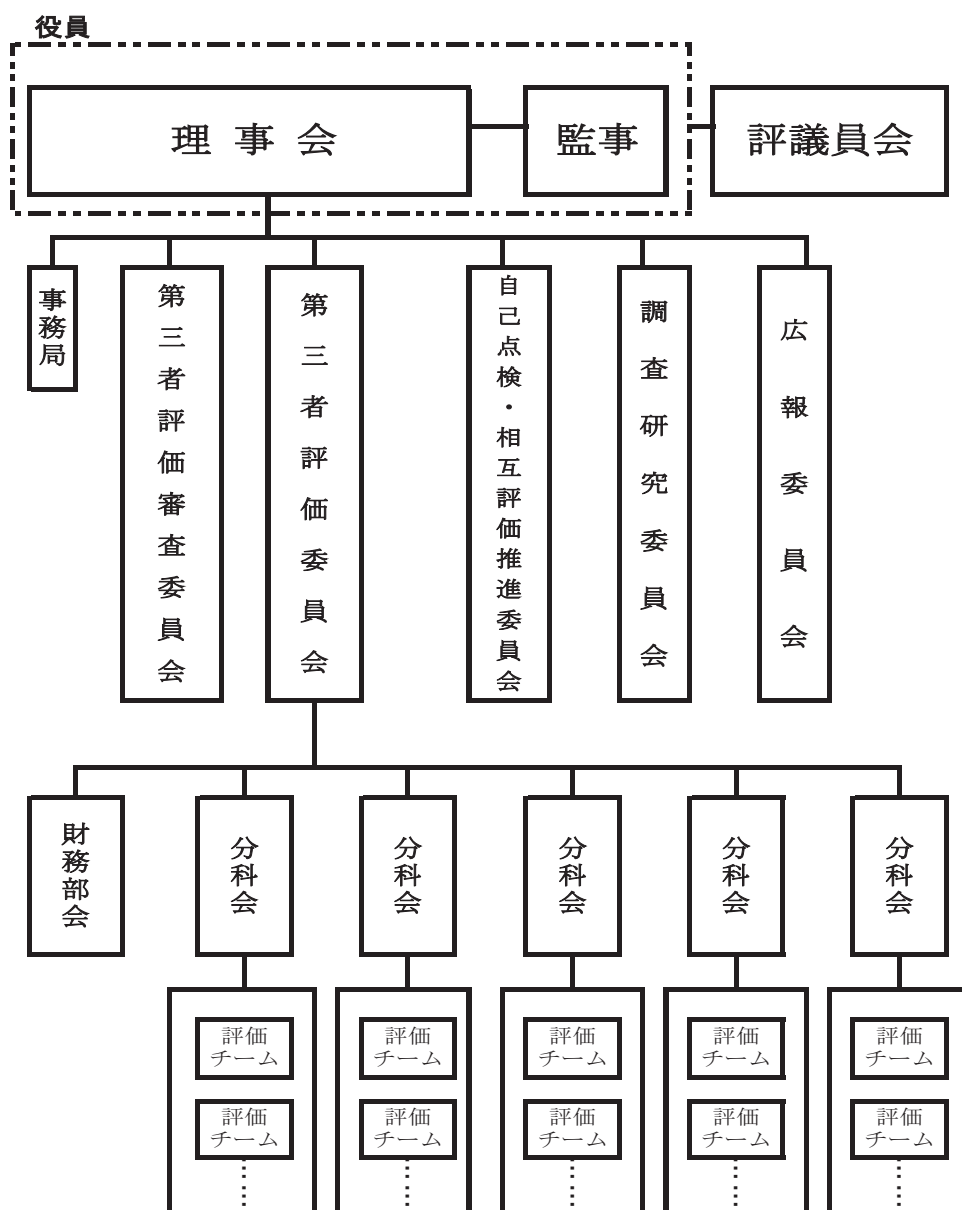 役員
理事会
監事
評議員会
事務局
第三者評価審査委員会
第三者評価委員会
自己点検・相互評価推進委員会
調査研究委員会
広報委員会
財務部会
分科会
分科会
分科会
分科会
分科会
評価
チーム
評価
チーム
評価
チーム
評価
チーム
評価
チーム
評価
チーム
評価
チーム
評価
チーム
評価
チーム
評価
チーム